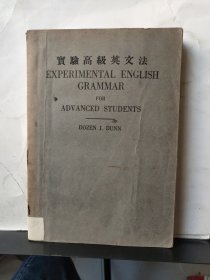 實驗高級英文法
EXPERIMENTAL ENGLISH
GRAMMAR
FOR
ADVANCED STUDENTS
DOZEN J. DUNN